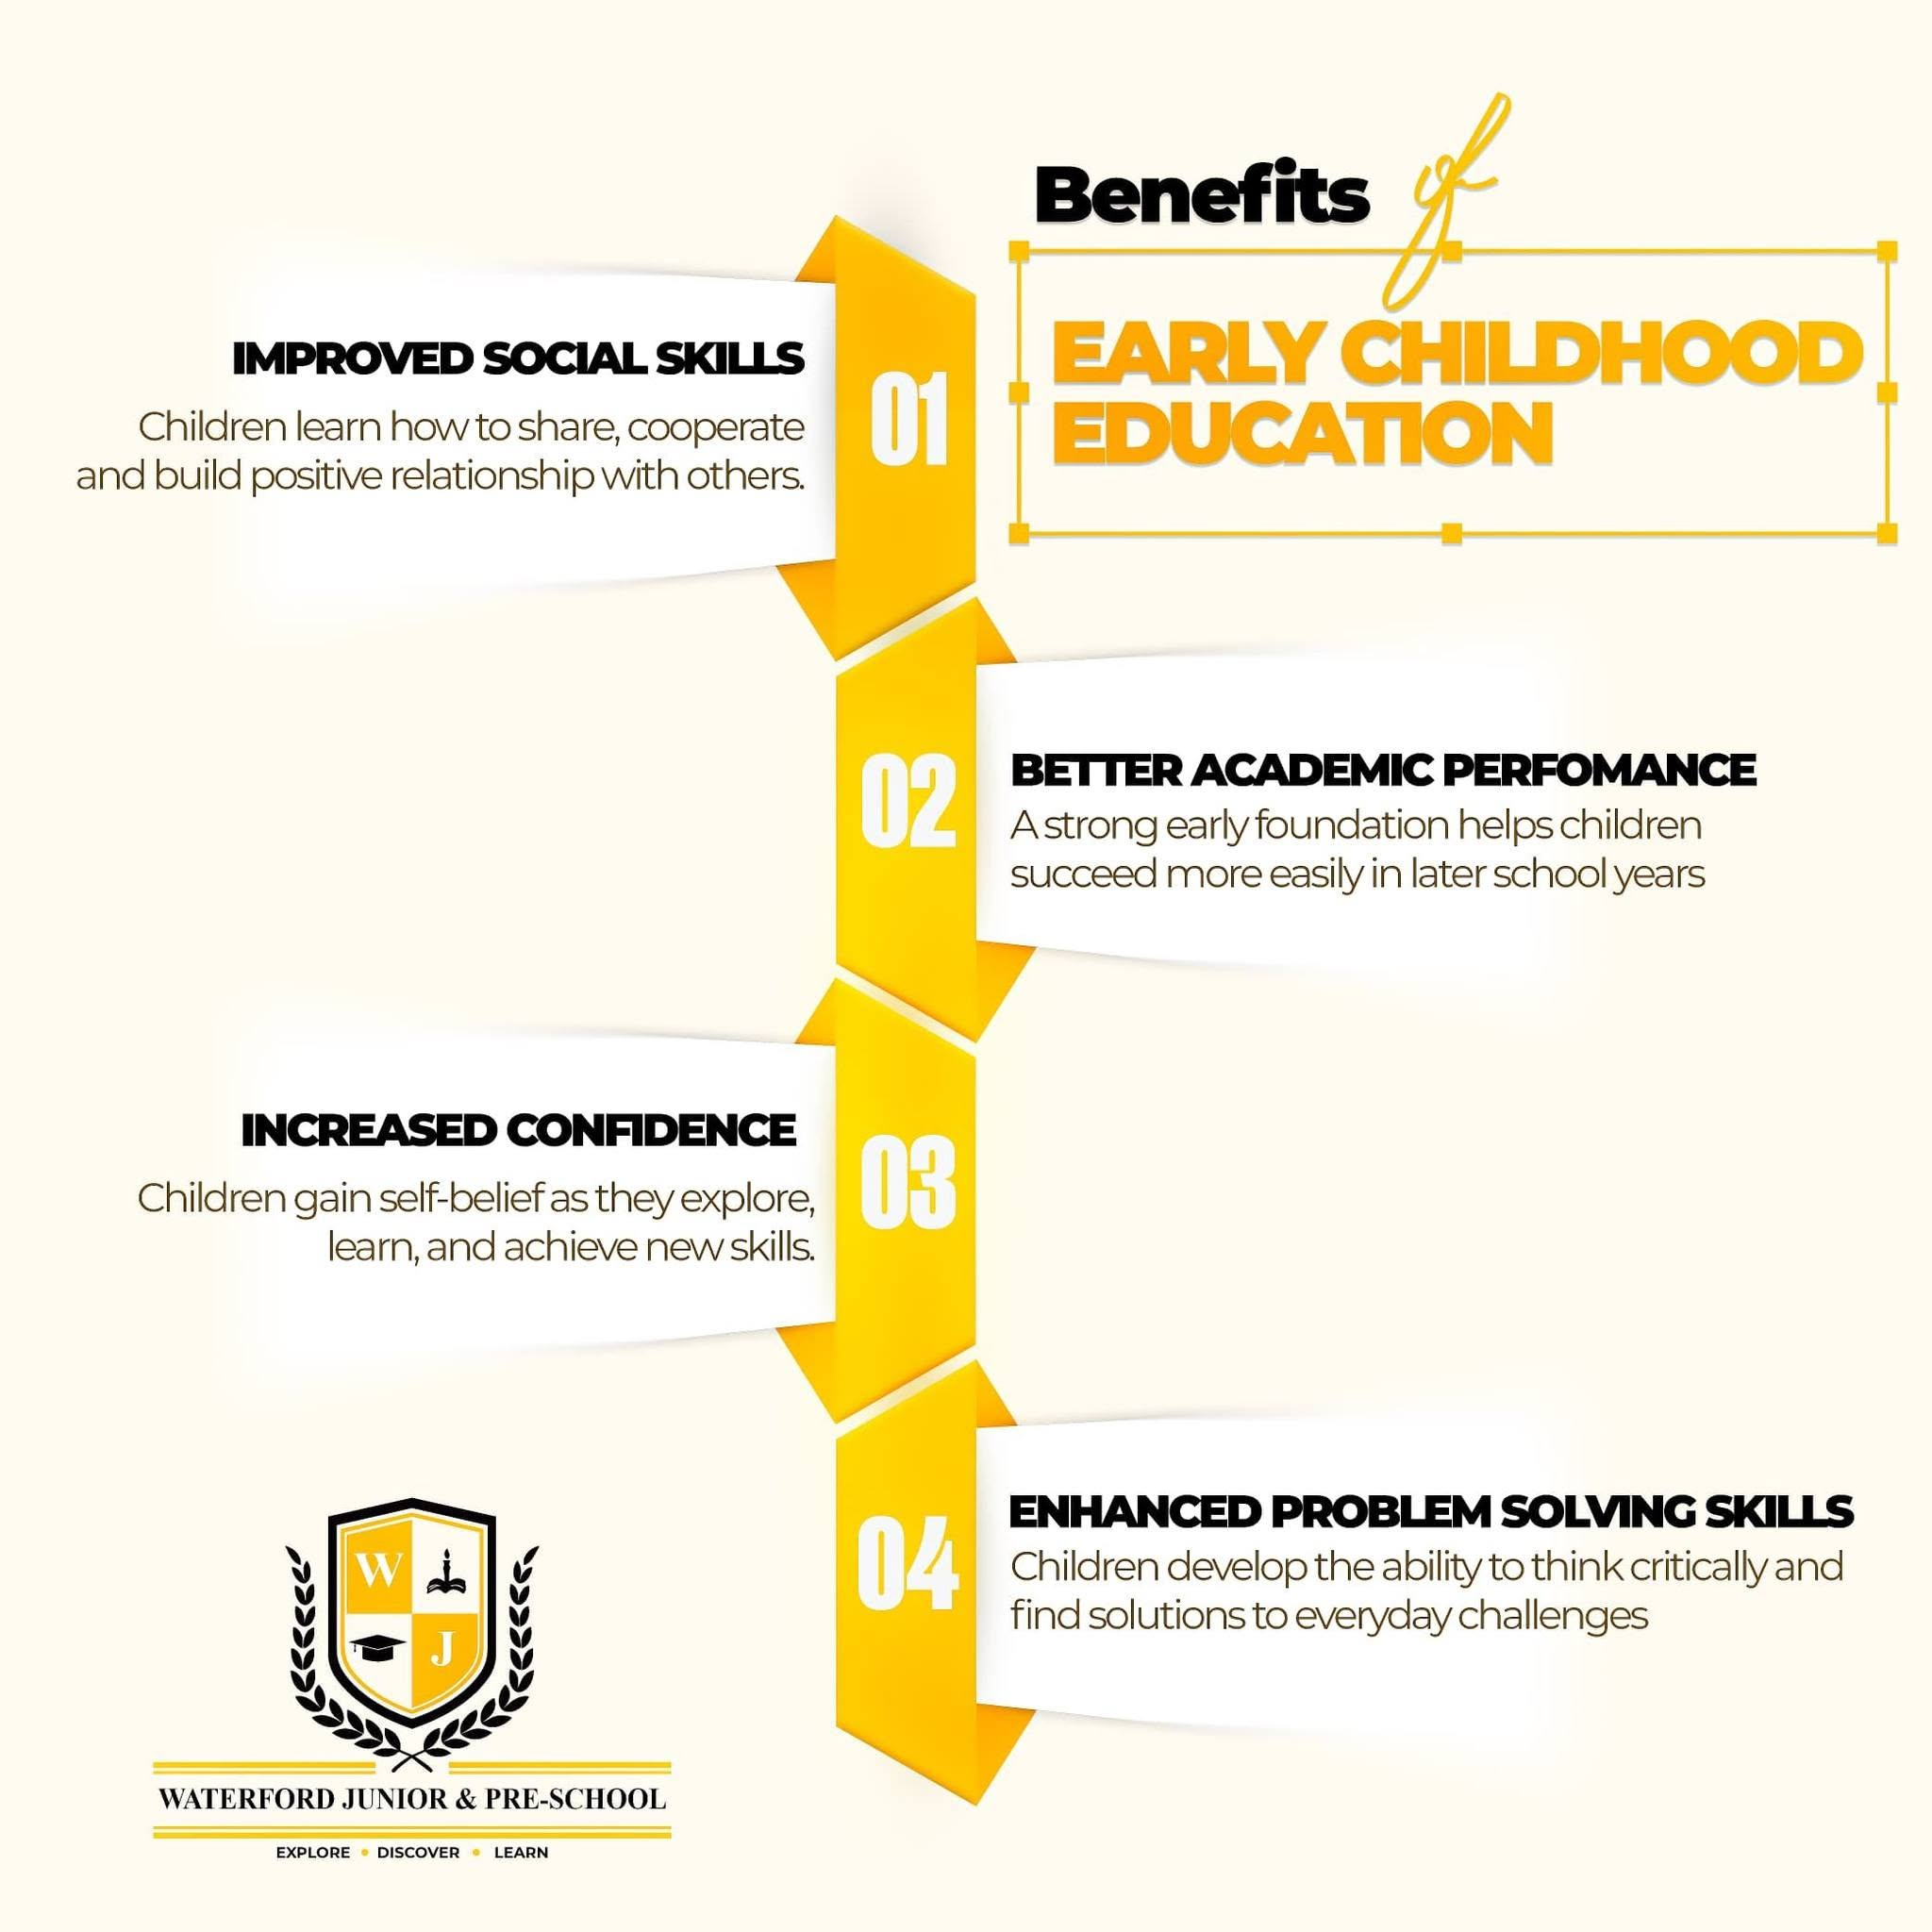 Benefits of
EARLY CHILDHOOD
EDUCATION
01
IMPROVED SOCIAL SKILLS
Children learn how to share, cooperate
and build positive relationship with others.
02
BETTER ACADEMIC PERFOMANCE
A strong early foundation helps children
succeed more easily in later school years
03
INCREASED CONFIDENCE
Children gain self-belief as they explore,
learn, and achieve new skills.
04
ENHANCED PROBLEM SOLVING SKILLS
Children develop the ability to think critically and
find solutions to everyday challenges
W
J
WATERFORD JUNIOR & PRE-SCHOOL
EXPLORE • DISCOVER • LEARN